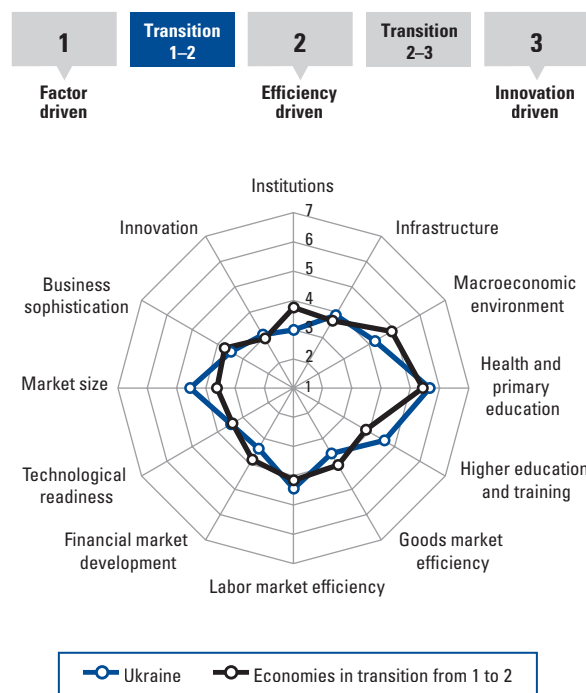 1
Transition
1–2
2
Transition
2–3
3
Factor
driven
Efficiency
driven
Innovation
driven
Institutions
7
6
5
4
3
2
1
Infrastructure
Macroeconomic
environment
Health and
primary
education
Higher education
and training
Goods market
efficiency
Labor market efficiency
Financial market
development
Technological
readiness
Market size
Business
sophistication
Innovation
Ukraine
Economies in transition from 1 to 2